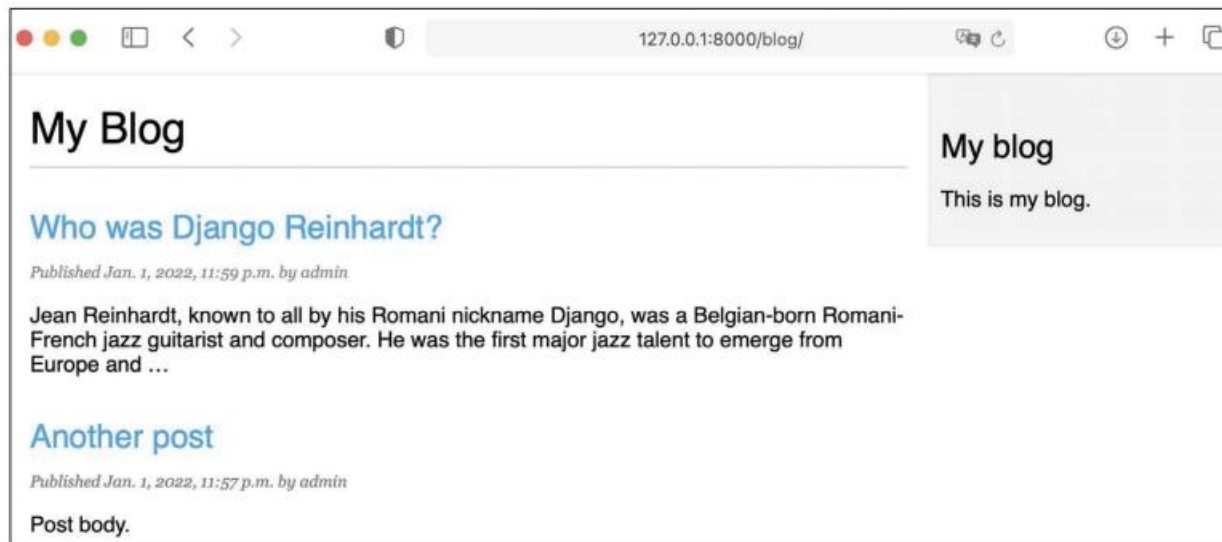 127.0.0.1:8000/blog/
My Blog
Who was Django Reinhardt?
Published Jan. 1, 2022, 11:59 p.m. by admin
Jean Reinhardt, known to all by his Romani nickname Django, was a Belgian-born Romani-
French jazz guitarist and composer. He was the first major jazz talent to emerge from
Europe and …
Another post
Published Jan. 1, 2022, 11:57 p.m. by admin
Post body.
My blog
This is my blog.